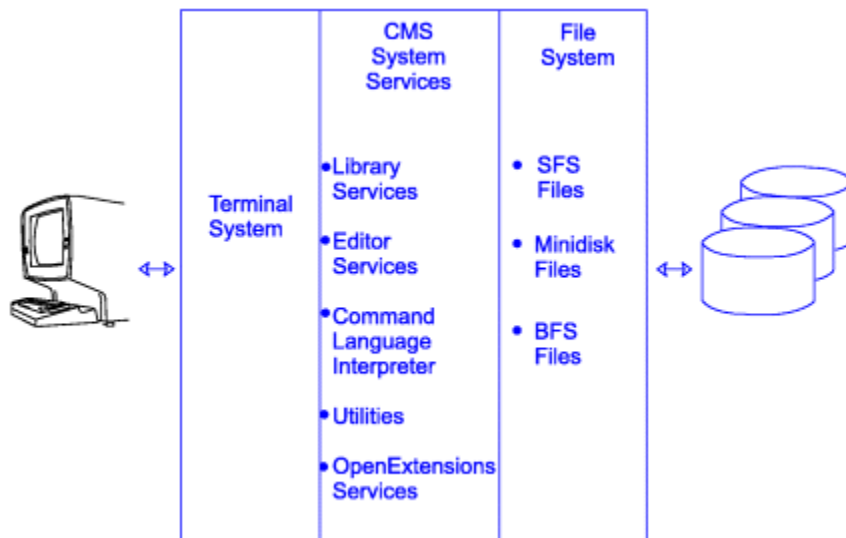 CMS
System
Services
File
System
Terminal
System
•Library
Services
•Editor
Services
•Command
Language
Interpreter
•Utilities
•OpenExtensions
Services
• SFS
Files
• Minidisk
Files
• BFS
Files